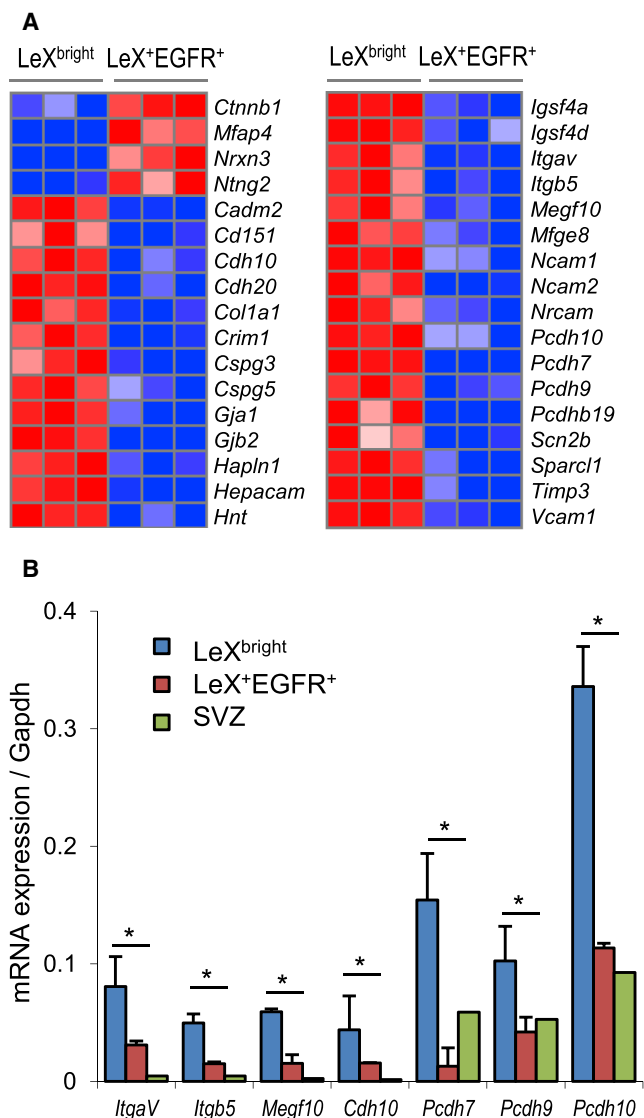 A
LeX^bright LeX⁺EGFR⁺
Ctnnb1
Mfap4
Nrxn3
Ntng2
Cadm2
Cd151
Cdh10
Cdh20
Col1a1
Crim1
Cspg3
Cspg5
Gja1
Gjb2
Hapln1
Hepacam
Hnt
LeX^bright LeX⁺EGFR⁺
Igsf4a
Igsf4d
Itgav
Itgb5
Megf10
Mfge8
Ncam1
Ncam2
Nrcam
Pcdh10
Pcdh7
Pcdh9
Pcdhb19
Scn2b
Sparcl1
Timp3
Vcam1
B
mRNA expression / Gapdh
0.4
0.3
0.2
0.1
0
LeX^bright
LeX⁺EGFR⁺
SVZ
* * * * * * *
ItgaV Itgb5 Megf10 Cdh10 Pcdh7 Pcdh9 Pcdh10